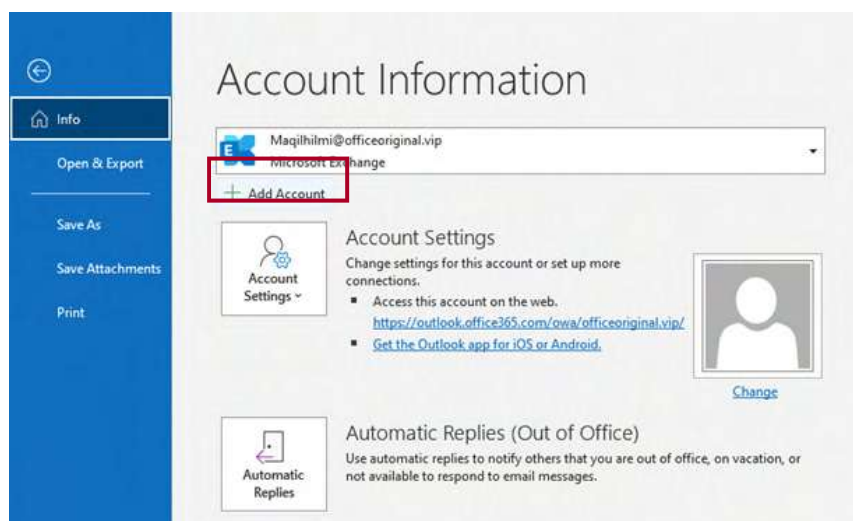 Account Information
Info
Open & Export
Save As
Save Attachments
Print
Maqilhilmi@officeoriginal.vip
Microsoft Exchange
Add Account
Account
Settings
Account Settings
Change settings for this account or set up more
connections.
Access this account on the web.
https://outlook.office365.com/owa/officeoriginal.vip/
Get the Outlook app for iOS or Android.
Change
Automatic
Replies
Automatic Replies (Out of Office)
Use automatic replies to notify others that you are out of office, on vacation, or
not available to respond to email messages.